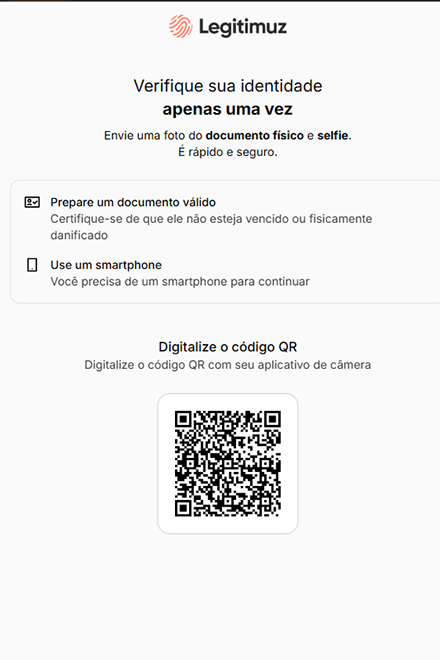 Legitimuz
Verifique sua identidade
apenas uma vez
Envie uma foto do documento físico e selfie.
É rápido e seguro.
Prepare um documento válido
Certifique-se de que ele não esteja vencido ou fisicamente
danificado
Use um smartphone
Você precisa de um smartphone para continuar
Digitalize o código QR
Digitalize o código QR com seu aplicativo de câmera